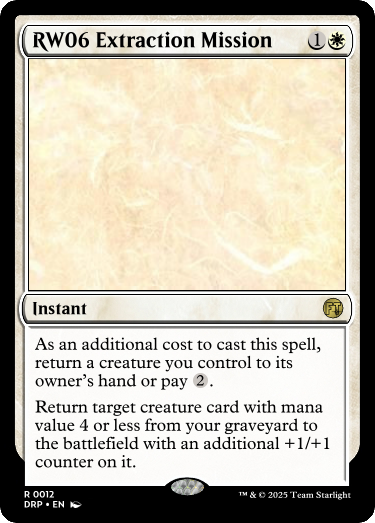 RW06 Extraction Mission 1
Instant FT
As an additional cost to cast this spell,
return a creature you control to its
owner's hand or pay 2.
Return target creature card with mana
value 4 or less from your graveyard to
the battlefield with an additional +1/+1
counter on it.
R 0012
DRP • EN
™ & © 2025 Team Starlight